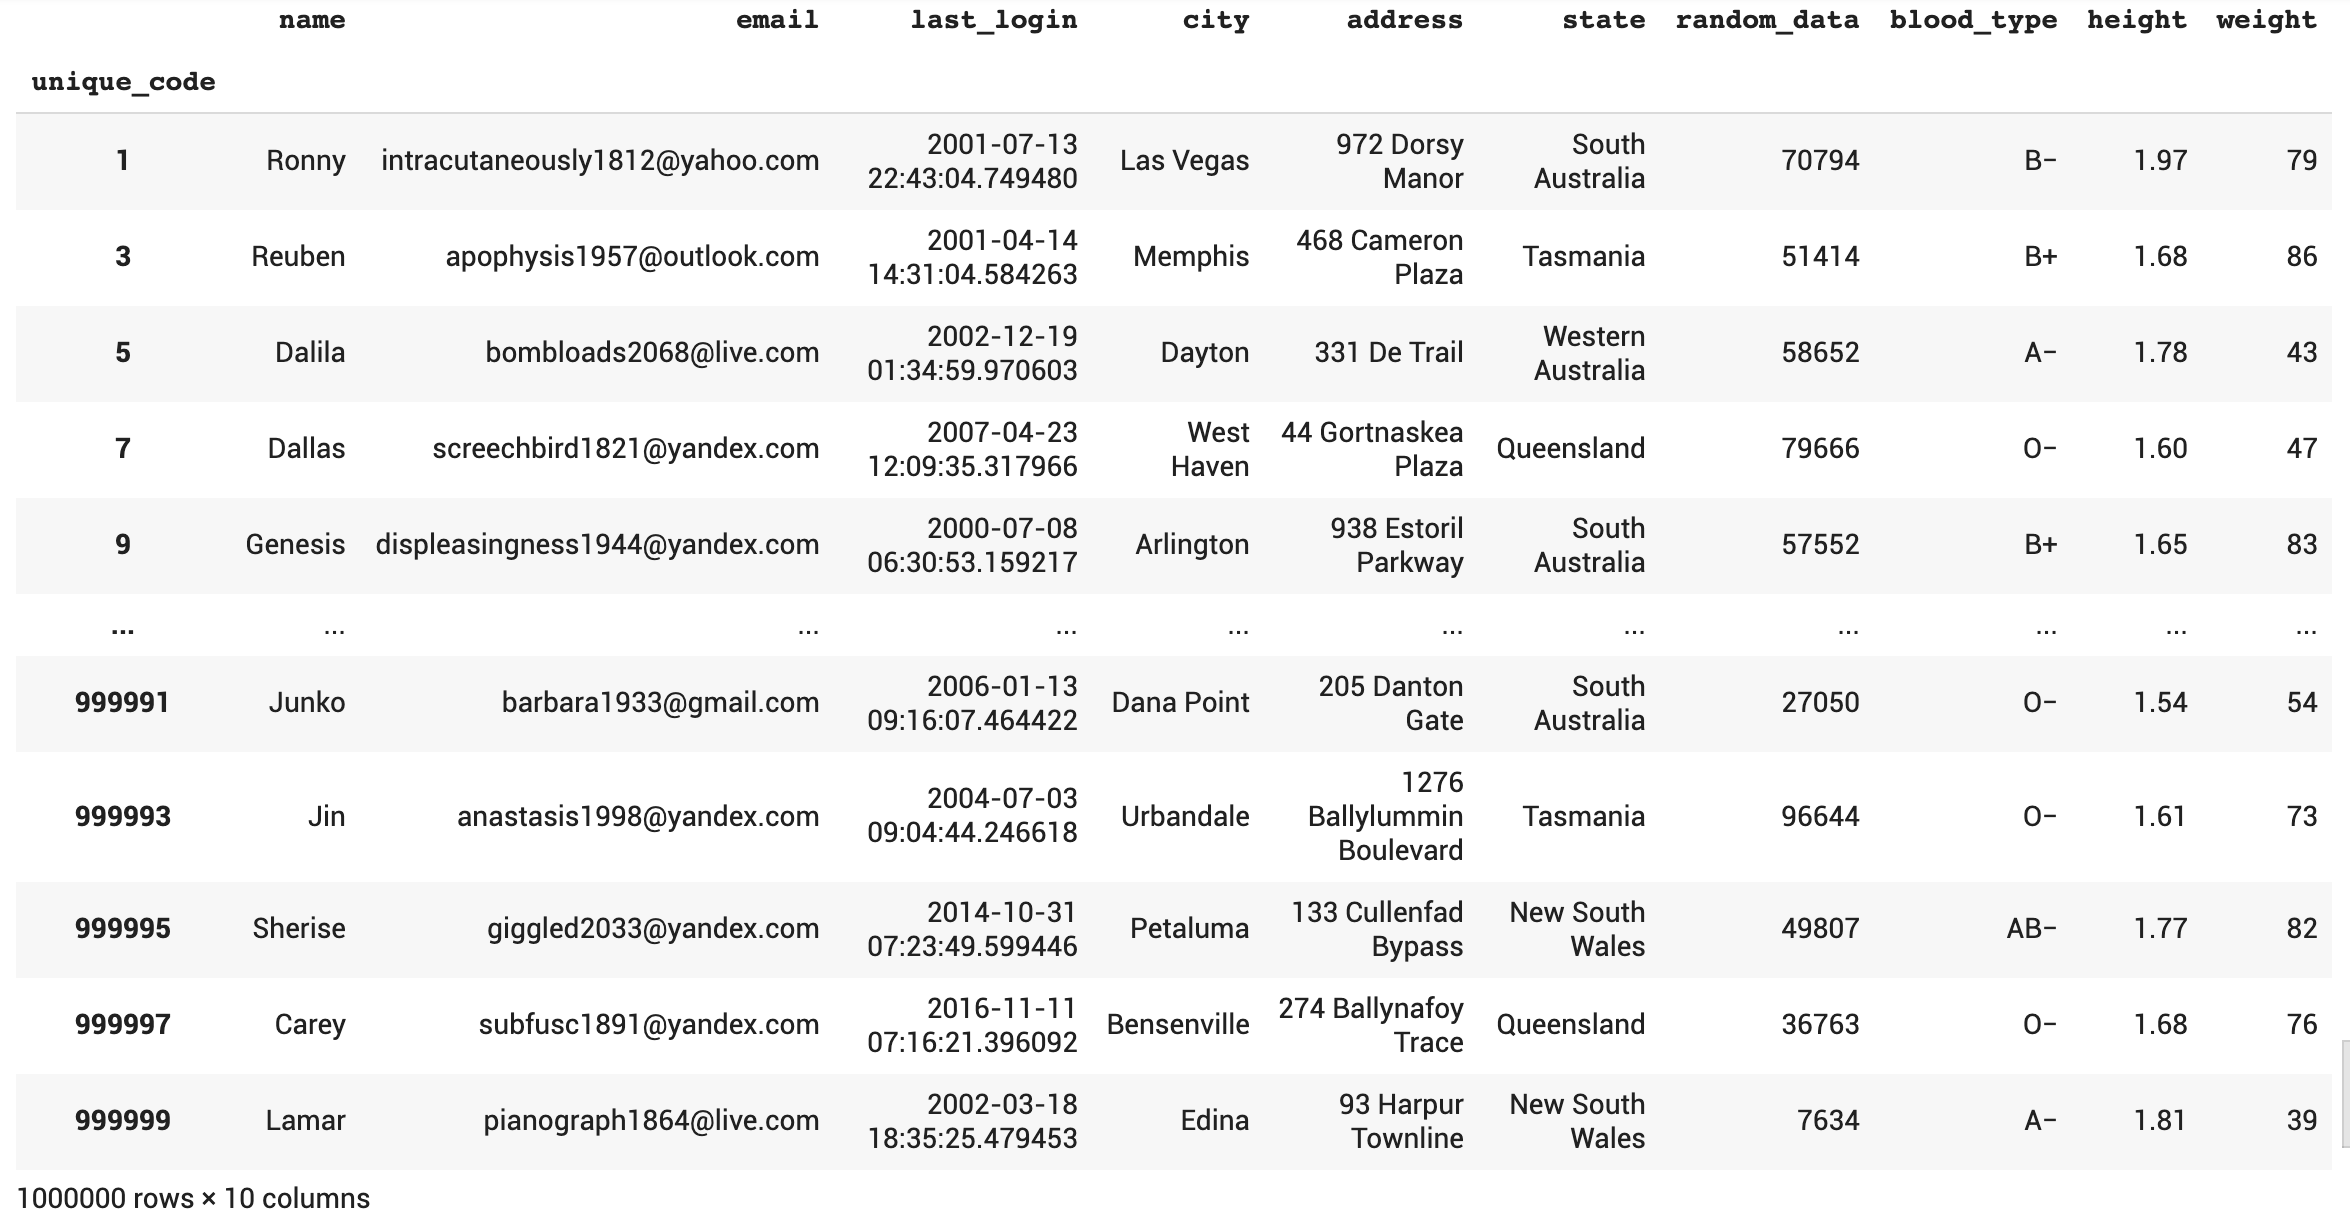 name email last_login city address state random_data blood_type height weight
unique_code
1 Ronny intracutaneously1812@yahoo.com 2001-07-13 22:43:04.749480 Las Vegas 972 Dorsy Manor South Australia 70794 B− 1.97 79
3 Reuben apophysis1957@outlook.com 2001-04-14 14:31:04.584263 Memphis 468 Cameron Plaza Tasmania 51414 B+ 1.68 86
5 Dalila bombloads2068@live.com 2002-12-19 01:34:59.970603 Dayton 331 De Trail Western Australia 58652 A− 1.78 43
7 Dallas screechbird1821@yandex.com 2007-04-23 12:09:35.317966 West Haven 44 Gortnaskea Plaza Queensland 79666 O− 1.60 47
9 Genesis displeasingness1944@yandex.com 2000-07-08 06:30:53.159217 Arlington 938 Estoril Parkway South Australia 57552 B+ 1.65 83
... ... ... ... ... ... ... ... ... ... ...
999991 Junko barbara1933@gmail.com 2006-01-13 09:16:07.464422 Dana Point 205 Danton Gate South Australia 27050 O− 1.54 54
999993 Jin anastasis1998@yandex.com 2004-07-03 09:04:44.246618 Urbandale 1276 Ballylummin Boulevard Tasmania 96644 O− 1.61 73
999995 Sherise giggled2033@yandex.com 2014-10-31 07:23:49.599446 Petaluma 133 Cullenfad Bypass New South Wales 49807 AB− 1.77 82
999997 Carey subfusc1891@yandex.com 2016-11-11 07:16:21.396092 Bensenville 274 Ballynafoy Trace Queensland 36763 O− 1.68 76
999999 Lamar pianograph1864@live.com 2002-03-18 18:35:25.479453 Edina 93 Harpur Townline New South Wales 7634 A− 1.81 39
1000000 rows × 10 columns